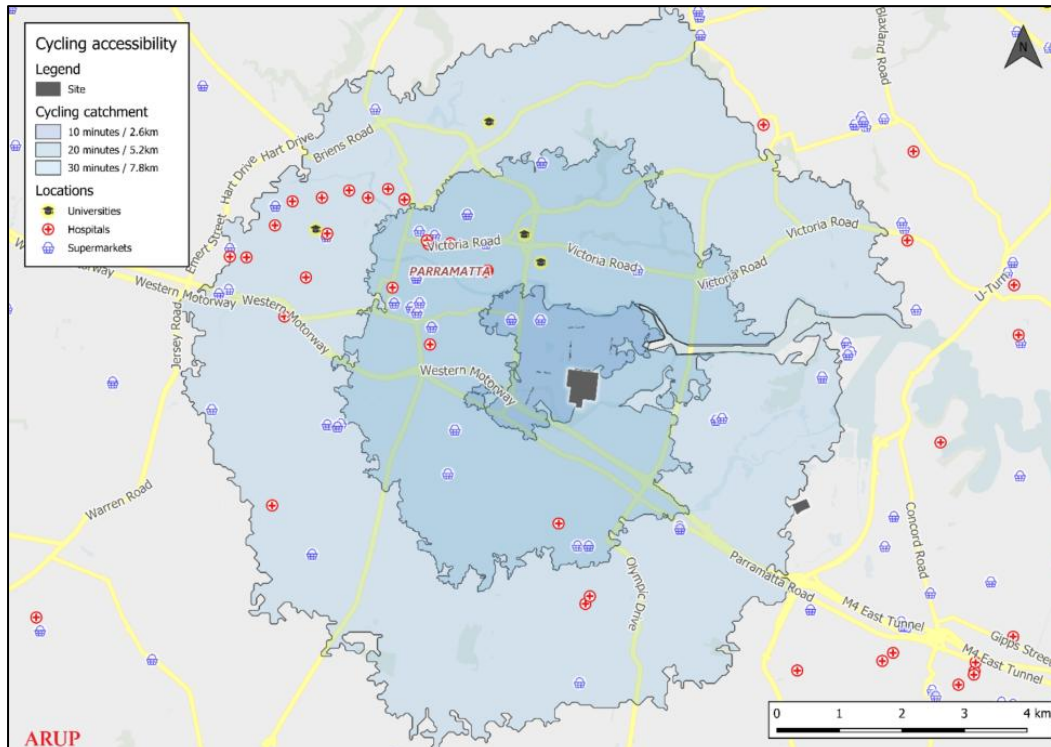 Cycling accessibility
Legend
Site
Cycling catchment
10 minutes / 2.6km
20 minutes / 5.2km
30 minutes / 7.8km
Locations
Universities
Hospitals
Supermarkets
N
Blaxland Road
Hart Drive
Briens Road
Hart Drive
Emert Street
Victoria Road
Victoria Road
Victoria Road
Victoria Road
PARRAMATTA
U-Turn
Western Motorway
Western Motorway
Jersey Road
Western Motorway
Warren Road
Concord Road
Olympic Drive
Parramatta Road
M4 East Tunnel
Gipps Street
M4 East Tunnel
0 1 2 3 4 km
ARUP